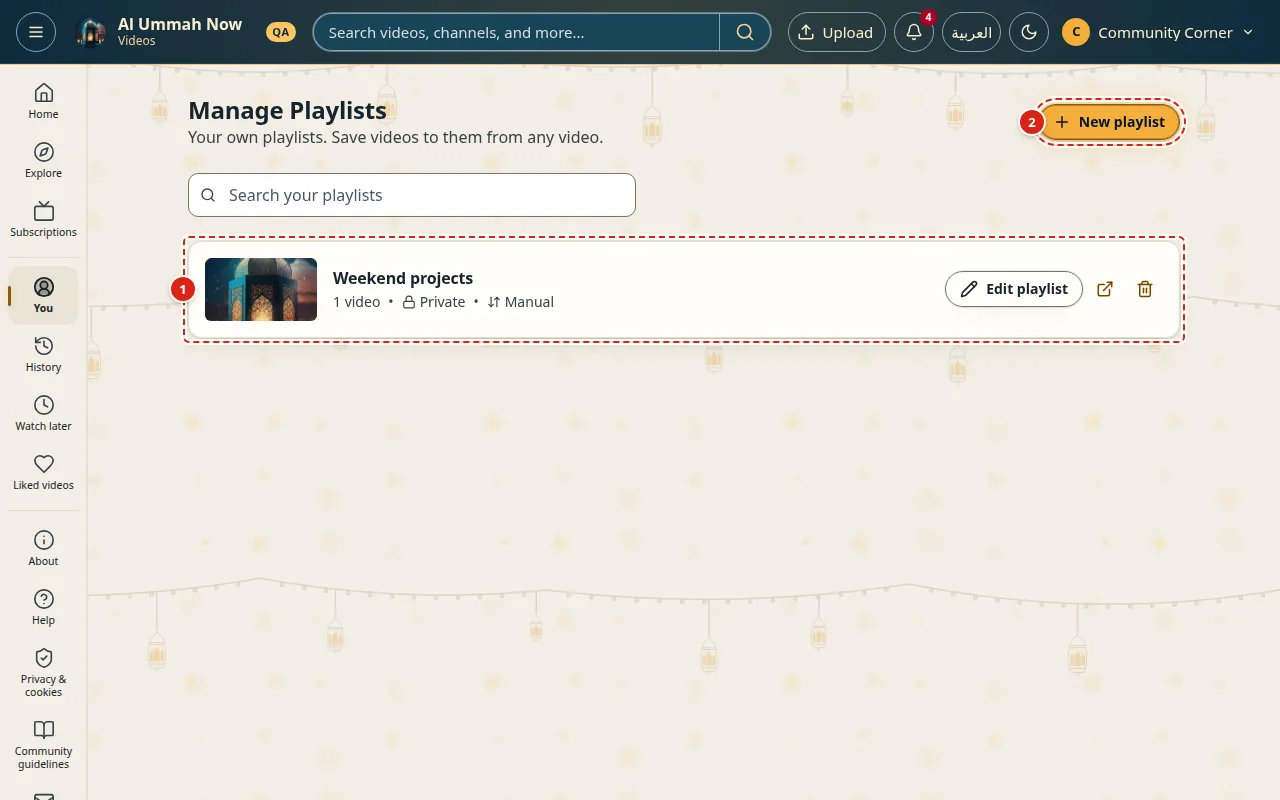 Al Ummah Now
Videos
QA
Search videos, channels, and more...
Upload
4
العربية
C
Community Corner
Home
Explore
Subscriptions
You
History
Watch later
Liked videos
About
Help
Privacy &
cookies
Community
guidelines
Manage Playlists
Your own playlists. Save videos to them from any video.
2
New playlist
Search your playlists
1
Weekend projects
1 video • Private • Manual
Edit playlist